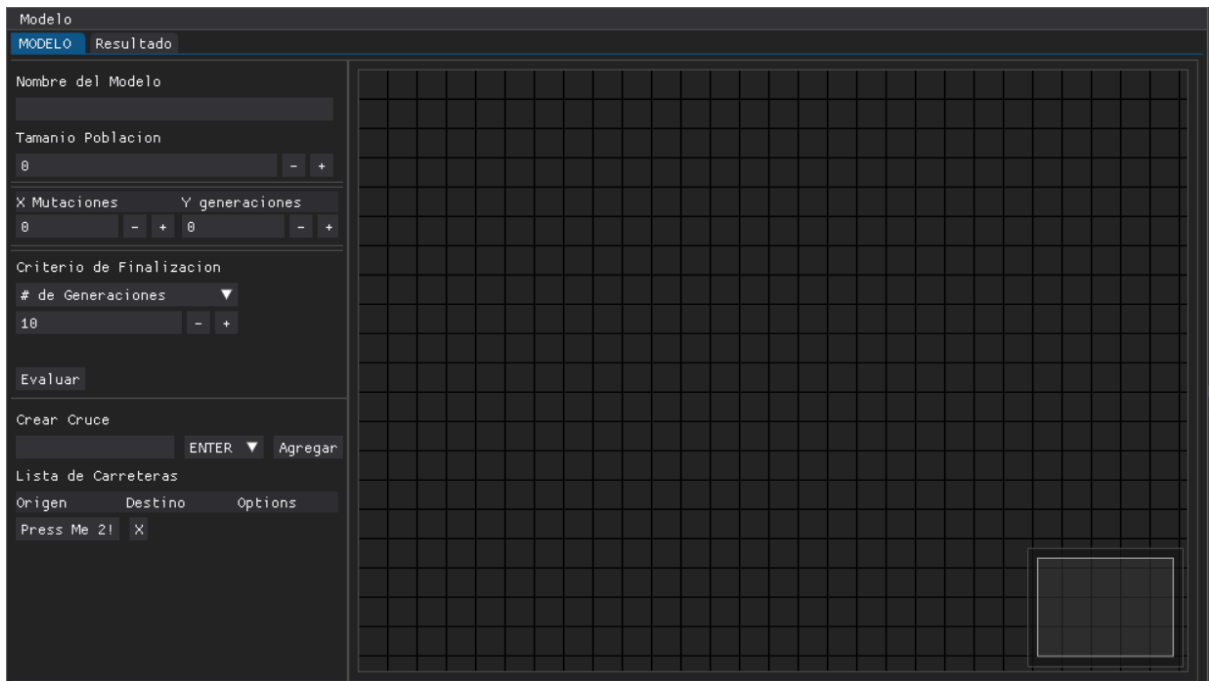 Modelo
MODELO Resultado
Nombre del Modelo
Tamanio Poblacion
0 - +
X Mutaciones Y generaciones
0 - + 0 - +
Criterio de Finalizacion
# de Generaciones ▼
10 - +
Evaluar
Crear Cruce
ENTER ▼ Agregar
Lista de Carreteras
Origen Destino Options
Press Me 2! X